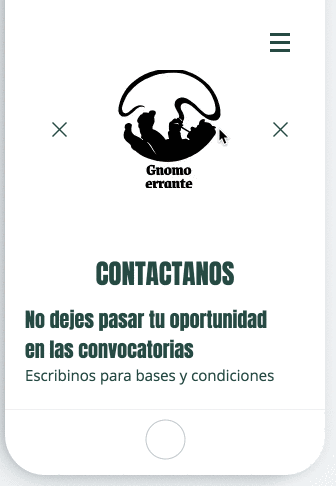 Gnomo
errante
CONTACTANOS
No dejes pasar tu oportunidad
en las convocatorias
Escribinos para bases y condiciones